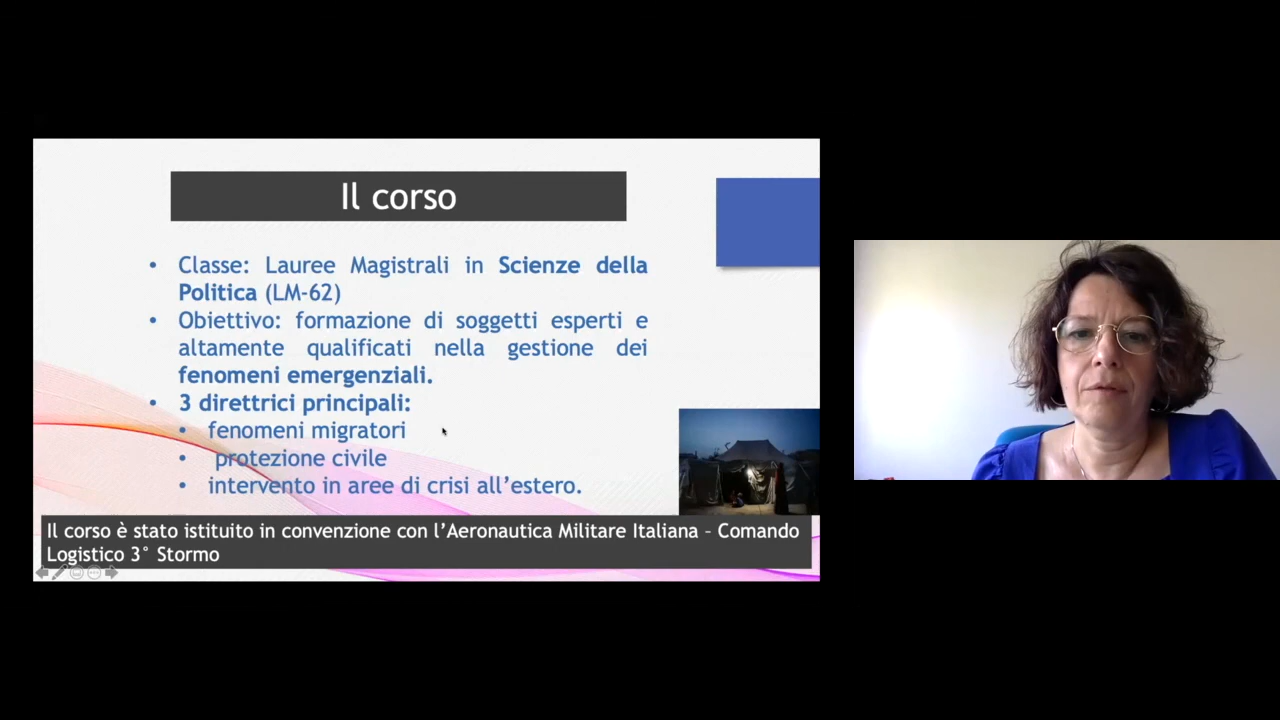 Il corso
• Classe: Lauree Magistrali in Scienze della
Politica (LM-62)
• Obiettivo: formazione di soggetti esperti e
altamente qualificati nella gestione dei
fenomeni emergenziali.
• 3 direttrici principali:
• fenomeni migratori
• protezione civile
• intervento in aree di crisi all’estero.
Il corso è stato istituito in convenzione con l’Aeronautica Militare Italiana – Comando
Logistico 3° Stormo